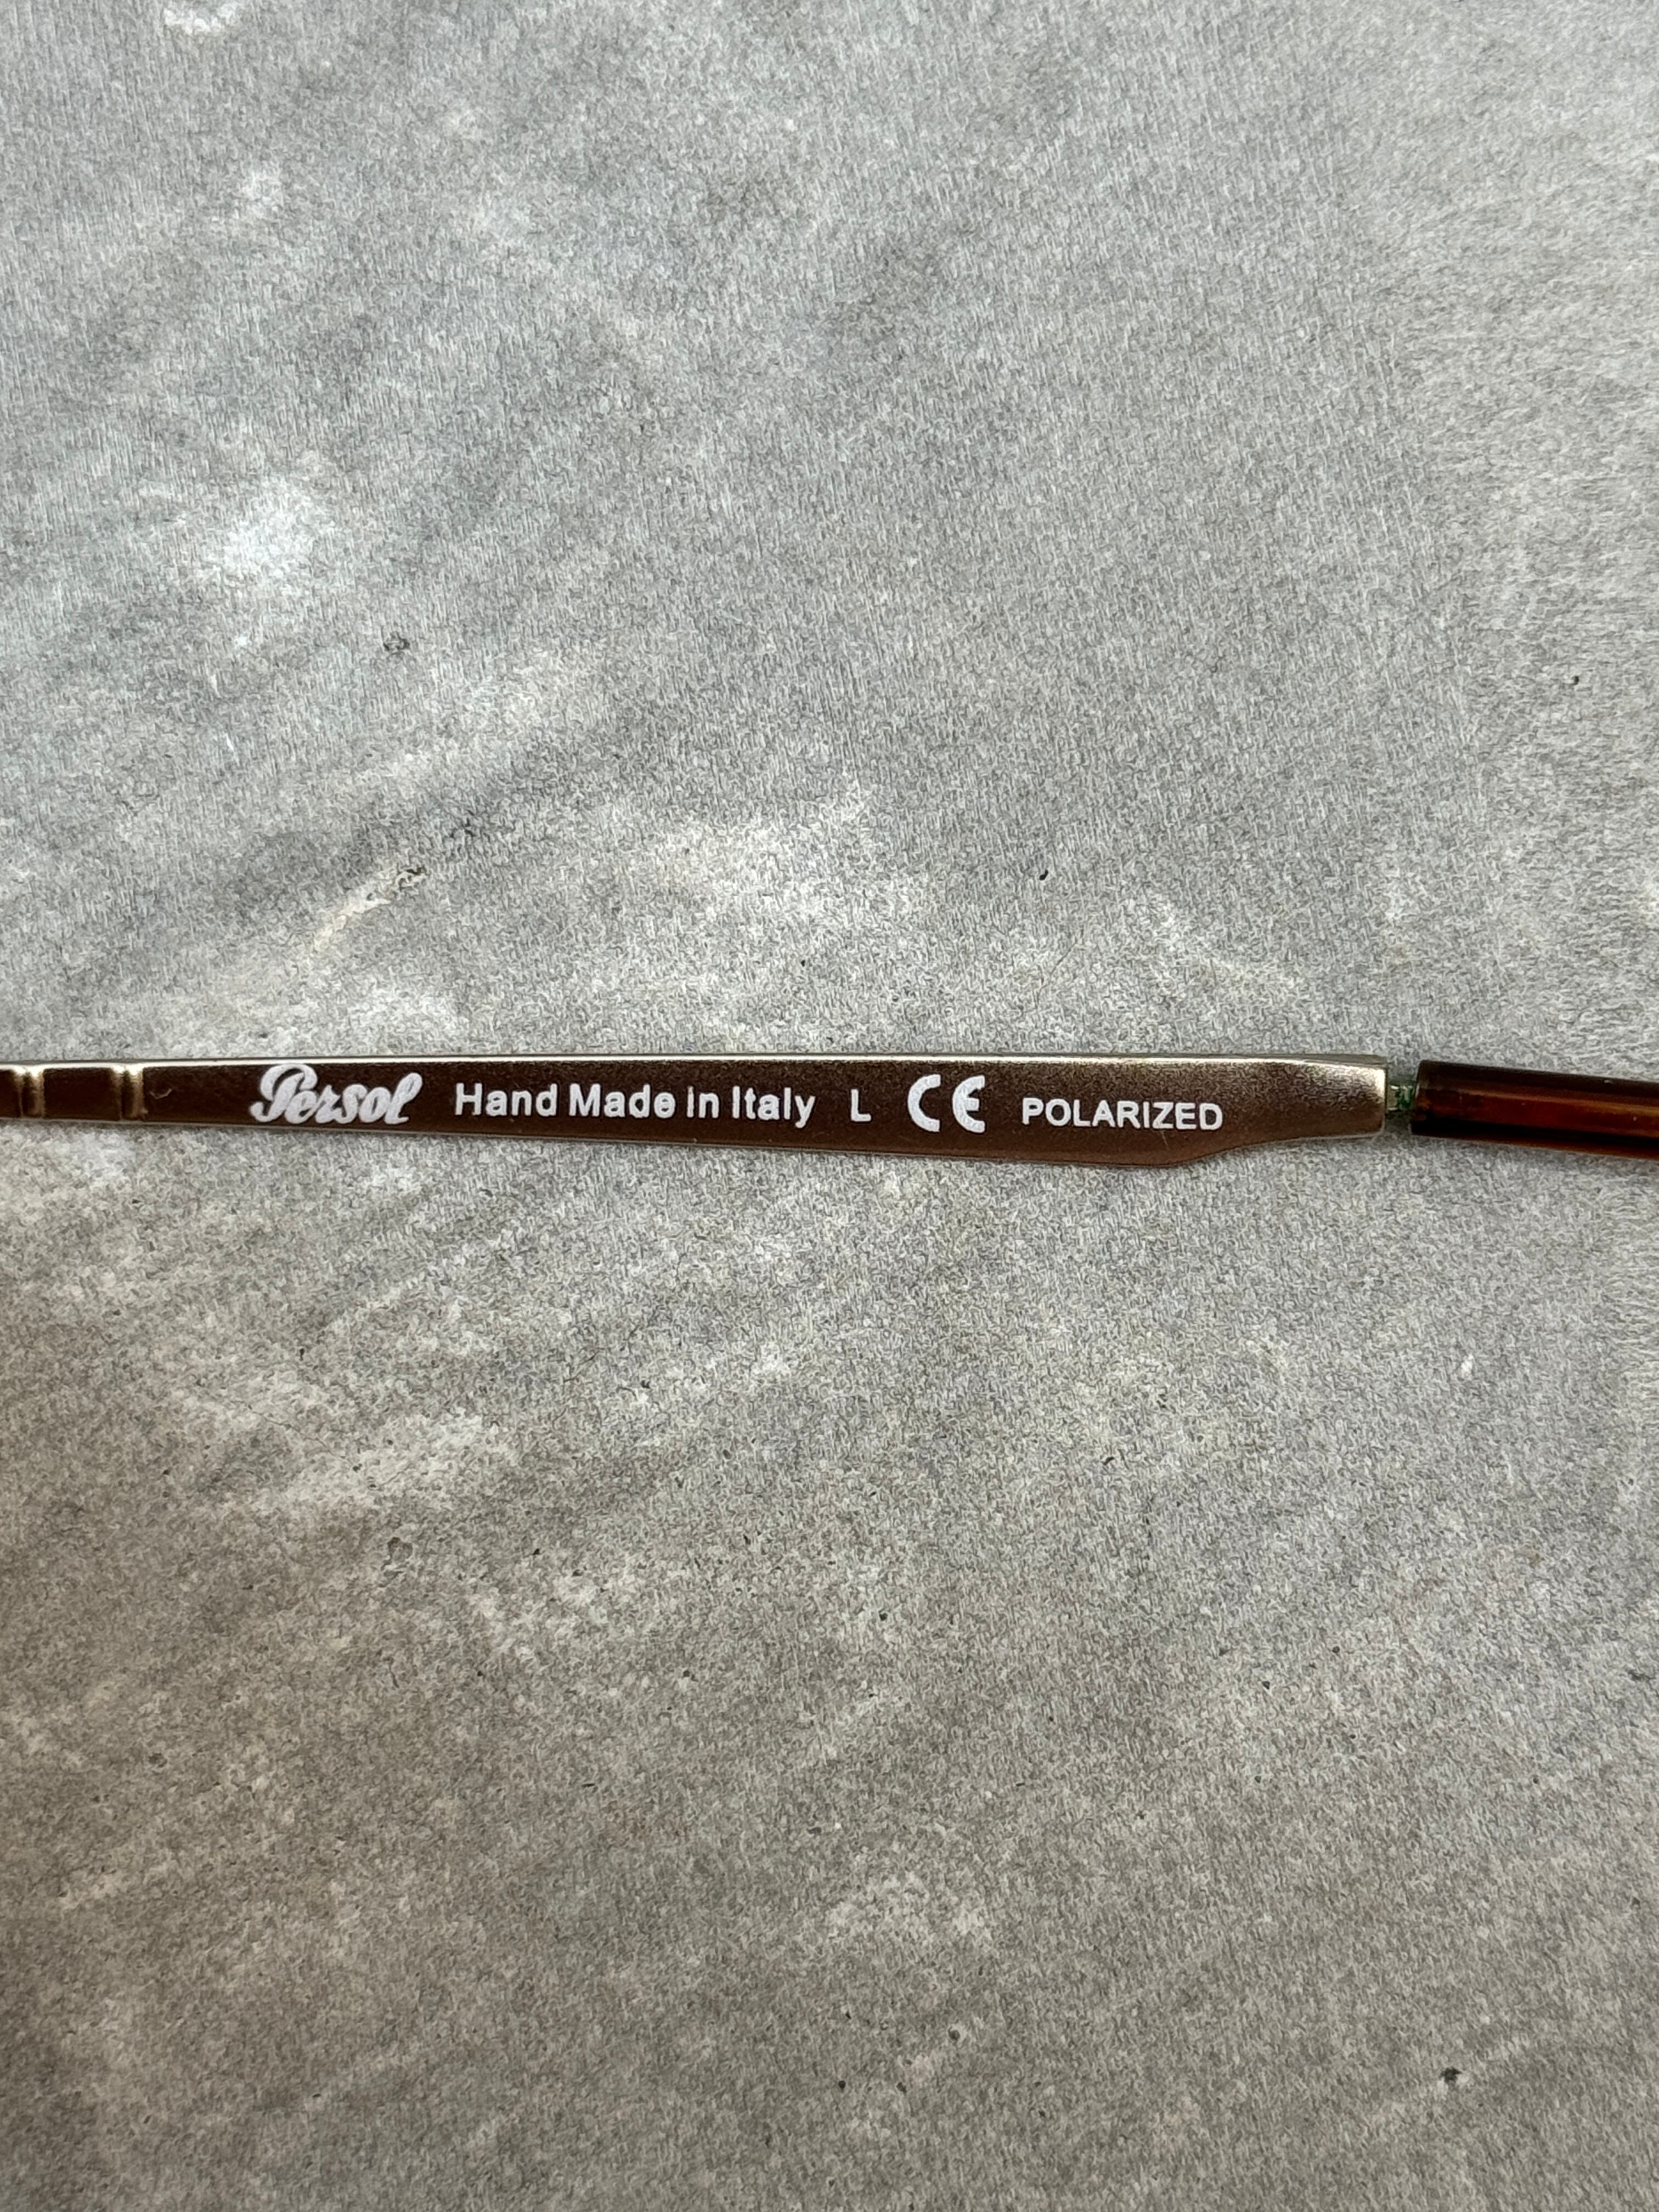 Persol Hand Made in Italy L CE POLARIZED